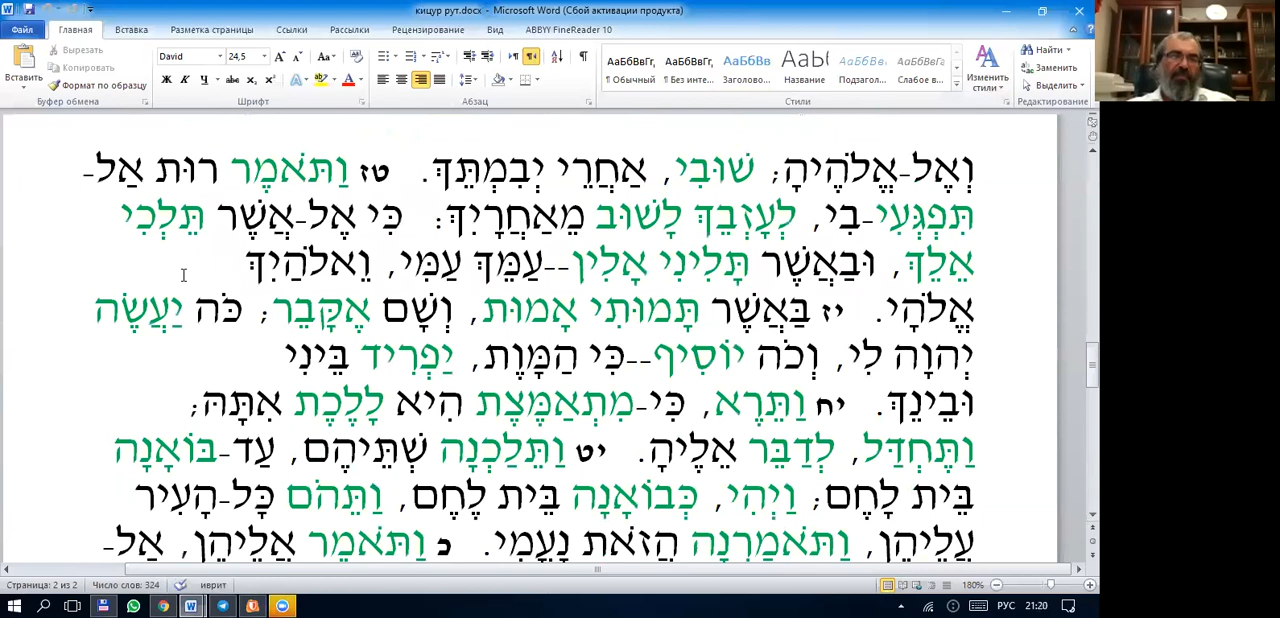 кицур рут.docx - Microsoft Word (Сбой активации продукта)
Файл Главная Вставка Разметка страницы Ссылки Рассылки Рецензирование Вид ABBYY FineReader 10
Вставить
Вырезать
Копировать
Формат по образцу
Буфер обмена
David 24,5
Шрифт
Абзац
АаБбВвГг, АаБбВвГг, АаБбВв АаБб АаБбВв АаБбВвГг
¶ Обычный ¶ Без инте... Заголово... Название Подзагол... Слабое в...
Стили
Изменить стили
Найти
Заменить
Выделить
Редактирование
וְאֶל-אֱלֹהֶיהָ; שׁוּבִי, אַחֲרֵי יְבִמְתֵּךְ. טז וַתֹּאמֶר רוּת אַל-
תִּפְגְּעִי-בִי, לְעָזְבֵךְ לָשׁוּב מֵאַחֲרָיִךְ: כִּי אֶל-אֲשֶׁר תֵּלְכִי
אֵלֵךְ, וּבַאֲשֶׁר תָּלִינִי אָלִין--עַמֵּךְ עַמִּי, וֵאלֹהַיִךְ
אֱלֹהָי. יז בַּאֲשֶׁר תָּמוּתִי אָמוּת, וְשָׁם אֶקָּבֵר; כֹּה יַעֲשֶׂה
יְהוָה לִי, וְכֹה יוֹסִיף--כִּי הַמָּוֶת, יַפְרִיד בֵּינִי
וּבֵינֵךְ. יח וַתֵּרֶא, כִּי-מִתְאַמֶּצֶת הִיא לָלֶכֶת אִתָּהּ;
וַתֶּחְדַּל, לְדַבֵּר אֵלֶיהָ. יט וַתֵּלַכְנָה שְׁתֵּיהֶם, עַד-בּוֹאָנָה
בֵּית לָחֶם; וַיְהִי, כְּבוֹאָנָה בֵּית לֶחֶם, וַתֵּהֹם כָּל-הָעִיר
עֲלֵיהֶן, וַתֹּאמַרְנָה הֲזֹאת נָעֳמִי. כ וַתֹּאמֶר אֲלֵיהֶן, אַל-
Страница: 2 из 2 Число слов: 324 иврит 180%
РУС 21:20